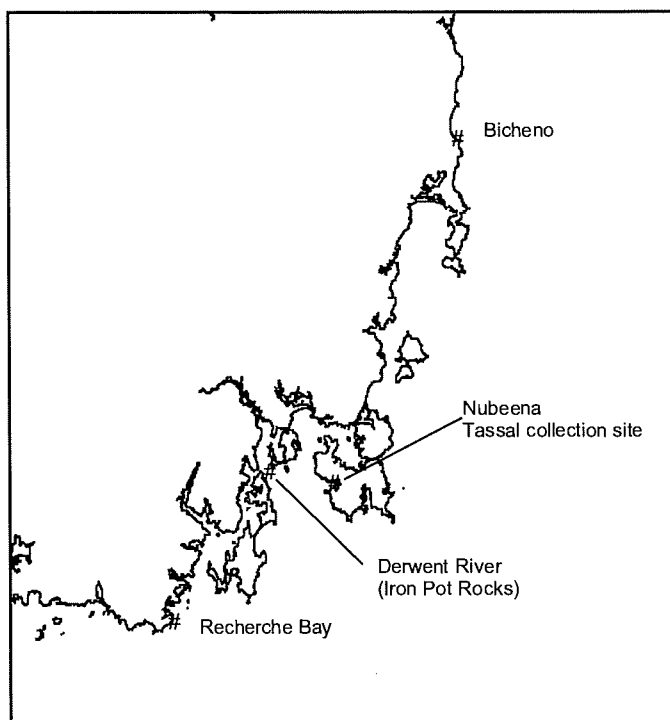 Bicheno
Nubeena
Tassal collection site
Derwent River
(Iron Pot Rocks)
Recherche Bay